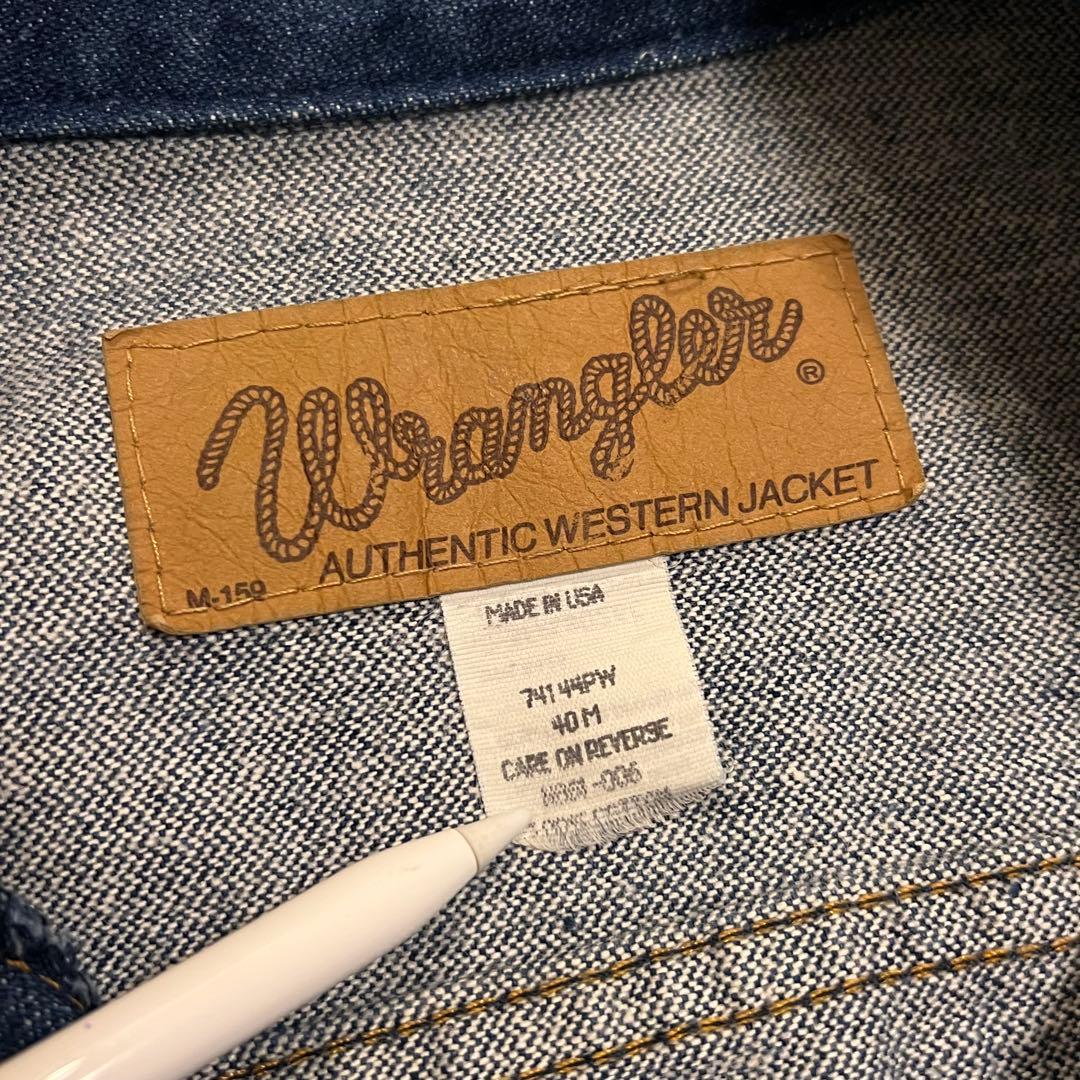 Wrangler®
AUTHENTIC WESTERN JACKET
M-159
MADE IN USA
74144PW
40 M
CARE ON REVERSE